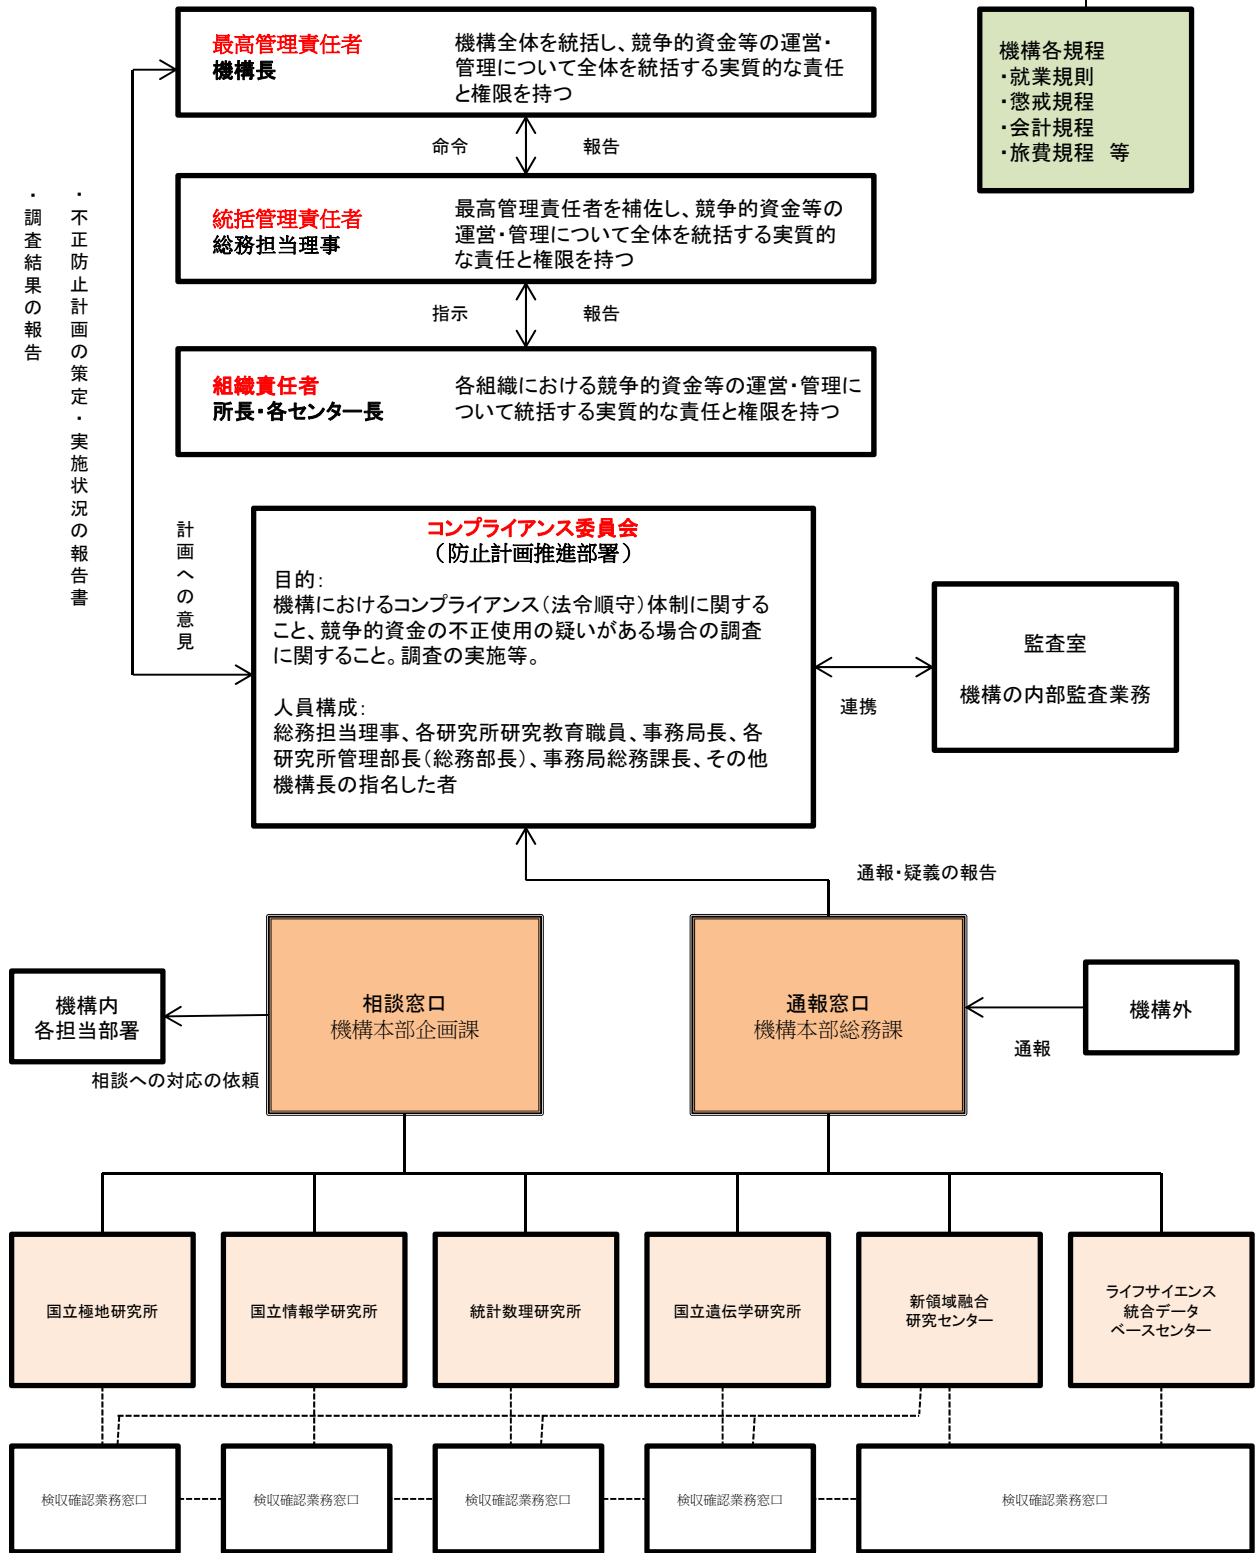 最高管理責任者
機構長
機構全体を統括し、競争的資金等の運営・
管理について全体を統括する実質的な責任
と権限を持つ
機構各規程
・就業規則
・懲戒規程
・会計規程
・旅費規程 等
命令
報告
統括管理責任者
総務担当理事
最高管理責任者を補佐し、競争的資金等の
運営・管理について全体を統括する実質的
な責任と権限を持つ
・不正防止計画の策定・実施状況の報告書
・調査結果の報告
指示
報告
組織責任者
所長・各センター長
各組織における競争的資金等の運営・管理に
ついて統括する実質的な責任と権限を持つ
計画への意見
コンプライアンス委員会
（防止計画推進部署）
目的：
機構におけるコンプライアンス（法令順守）体制に関する
こと、競争的資金の不正使用の疑いがある場合の調査
に関すること。調査の実施等。
人員構成：
総務担当理事、各研究所研究教育職員、事務局長、各
研究所管理部長（総務部長）、事務局総務課長、その他
機構長の指名した者
連携
監査室
機構の内部監査業務
通報・疑義の報告
機構内
各担当部署
相談への対応の依頼
相談窓口
機構本部企画課
通報窓口
機構本部総務課
通報
機構外
国立極地研究所
国立情報学研究所
統計数理研究所
国立遺伝学研究所
新領域融合
研究センター
ライフサイエンス
統合データ
ベースセンター
検収確認業務窓口
検収確認業務窓口
検収確認業務窓口
検収確認業務窓口
検収確認業務窓口